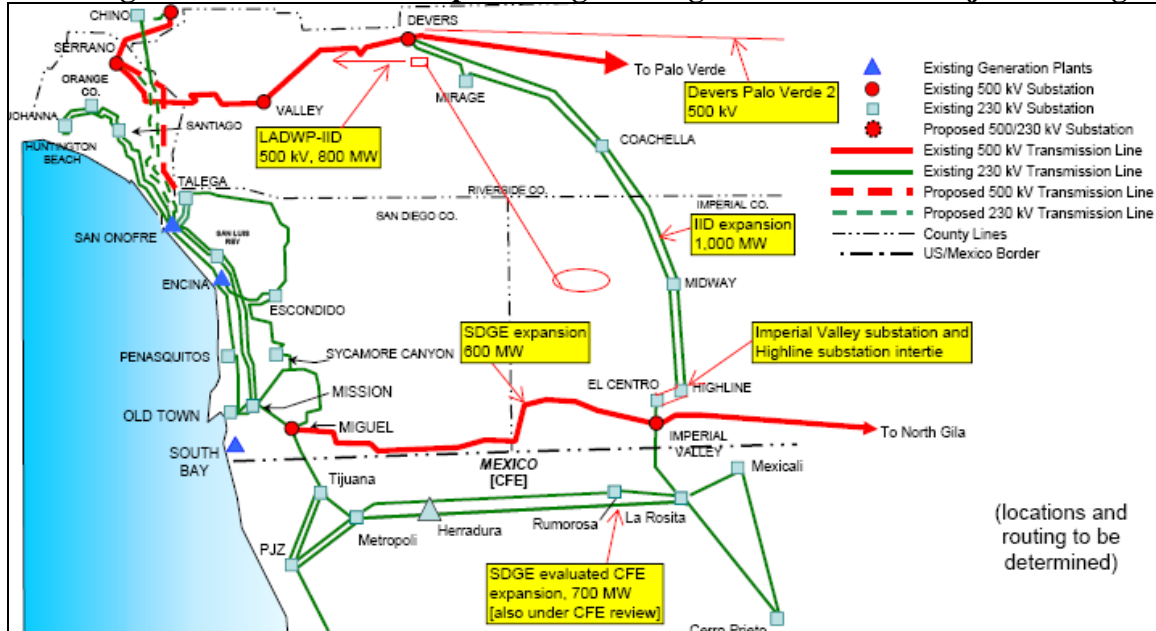 CHINO
SERRANO
ORANGE
CO.
JOHANNA
HUNTINGTON
BEACH
SANTIAGO
VALLEY
DEVERS
To Palo Verde
MIRAGE
Devers Palo Verde 2
500 kV
LADWP-IID
500 kV, 800 MW
COACHELLA
TALEGA
RIVERSIDE CO.
SAN DIEGO CO.
IMPERIAL CO.
SAN ONOFRE
SAN LUIS
REY
IID expansion
1,000 MW
ENCINA
ESCONDIDO
MIDWAY
SDGE expansion
600 MW
Imperial Valley substation and
Highline substation intertie
PENASQUITOS
SYCAMORE CANYON
MISSION
EL CENTRO
HIGHLINE
OLD TOWN
MIGUEL
To North Gila
SOUTH
BAY
IMPERIAL
VALLEY
MEXICO
[CFE]
Tijuana
Mexicali
Rumorosa
La Rosita
Herradura
Metropoli
PJZ
SDGE evaluated CFE
expansion, 700 MW
[also under CFE review]
Cerro Prieto
Existing Generation Plants
Existing 500 kV Substation
Existing 230 kV Substation
Proposed 500/230 kV Substation
Existing 500 kV Transmission Line
Existing 230 kV Transmission Line
Proposed 500 kV Transmission Line
Proposed 230 kV Transmission Line
County Lines
US/Mexico Border
(locations and
routing to be
determined)